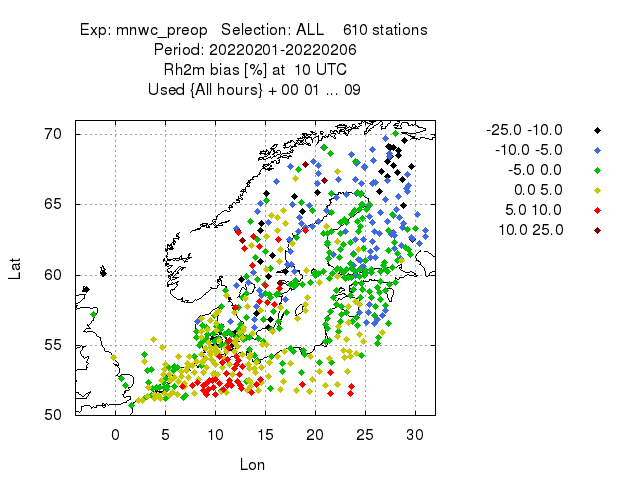 Exp: mnwc_preop   Selection: ALL    610 stations
Period: 20220201-20220206
Rh2m bias [%] at  10 UTC
Used {All hours} + 00 01 ... 09
-25.0 -10.0
-10.0 -5.0
-5.0 0.0
0.0 5.0
5.0 10.0
10.0 25.0
70
65
60
55
50
Lat
0 5 10 15 20 25 30
Lon